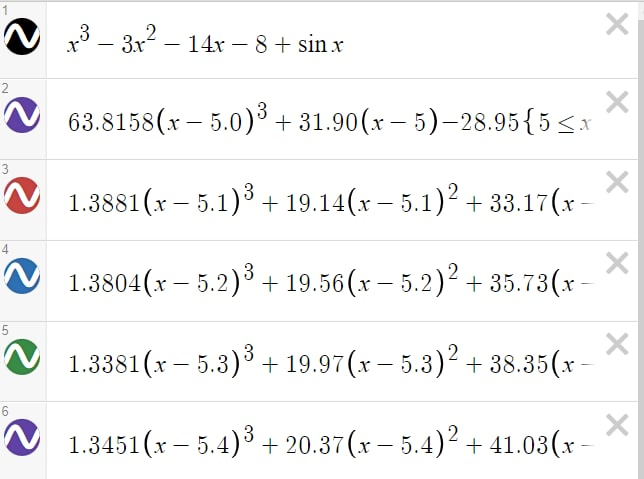 1
x³ − 3x² − 14x − 8 + sin x
2
63.8158(x − 5.0)³ + 31.90(x − 5)−28.95{5 ≤ x
3
1.3881(x − 5.1)³ + 19.14(x − 5.1)² + 33.17(x −
4
1.3804(x − 5.2)³ + 19.56(x − 5.2)² + 35.73(x −
5
1.3381(x − 5.3)³ + 19.97(x − 5.3)² + 38.35(x −
6
1.3451(x − 5.4)³ + 20.37(x − 5.4)² + 41.03(x −